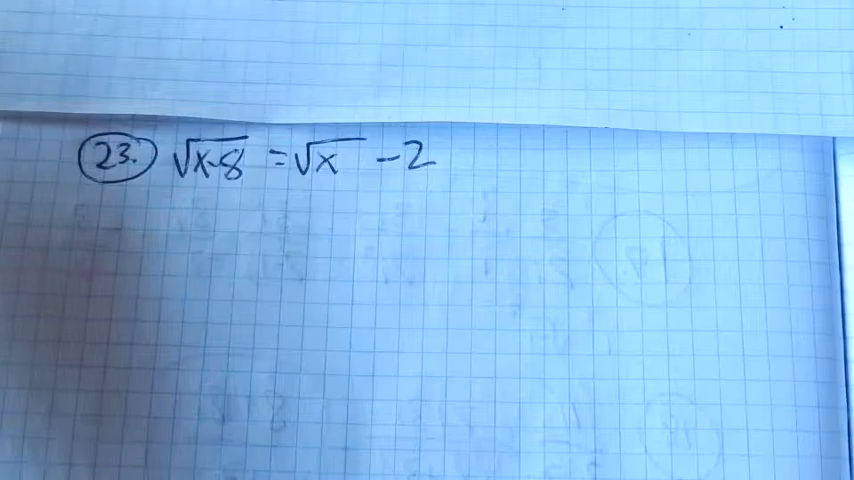 23. √x-8 = √x - 2